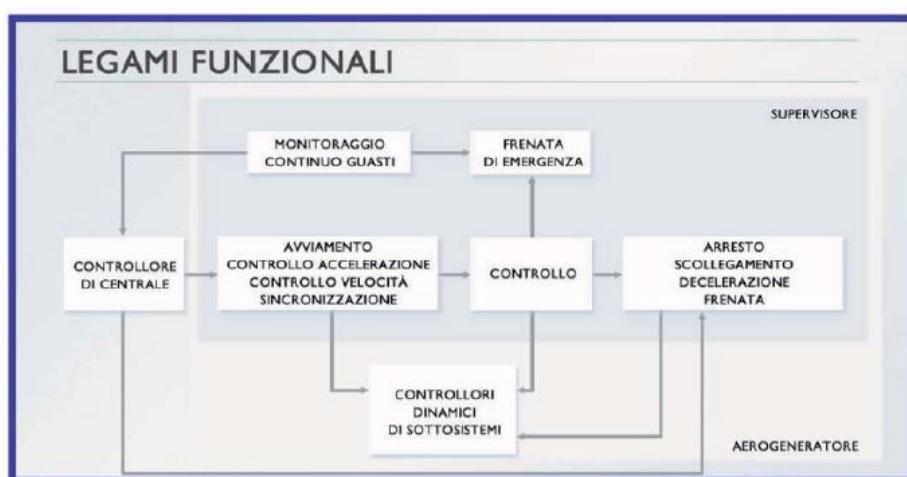 LEGAMI FUNZIONALI
SUPERVISORE
MONITORAGGIO
CONTINUO GUASTI
FRENATA
DI EMERGENZA
CONTROLLORE
DI CENTRALE
AVVIAMENTO
CONTROLLO ACCELERAZIONE
CONTROLLO VELOCITÀ
SINCRONIZZAZIONE
CONTROLLO
ARRESTO
SCOLLEGAMENTO
DECELERAZIONE
FRENATA
CONTROLLORI
DINAMICI
DI SOTTOSISTEMI
AEROGENERATORE